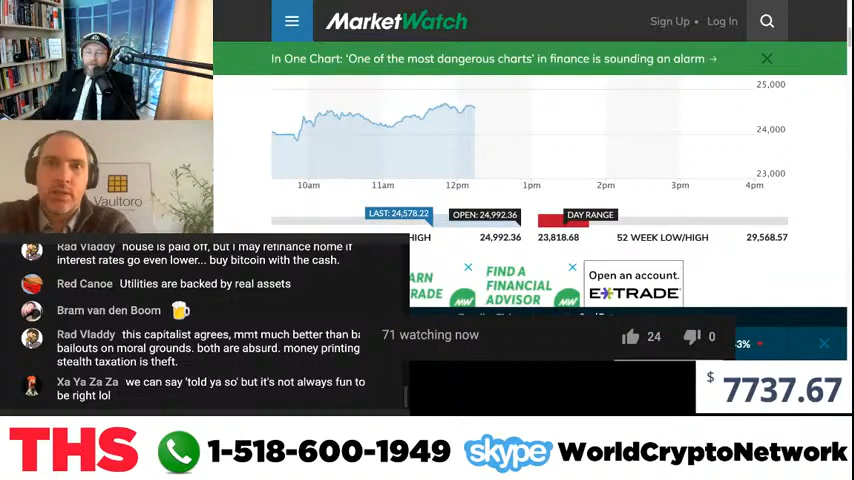 MarketWatch
Sign Up • Log In
In One Chart: ‘One of the most dangerous charts’ in finance is sounding an alarm →
25,000
24,000
23,000
10am 11am 12pm 1pm 2pm 3pm 4pm
LAST: 24,578.22 OPEN: 24,992.36 DAY RANGE
/HIGH 24,992.36 23,818.68 52 WEEK LOW/HIGH 29,568.57
Vaultoro
Rad Vladdy house is paid off, but I may refinance home if
interest rates go even lower... buy bitcoin with the cash.
Red Canoe Utilities are backed by real assets
Bram van den Boom 🍺
Rad Vladdy this capitalist agrees, mmt much better than ba
bailouts on moral grounds. both are absurd. money printing
stealth taxation is theft.
Xa Ya Za Za we can say 'told ya so' but it's not always fun to
be right lol
ARN
RADE
FIND A
FINANCIAL
ADVISOR
Open an account.
E*TRADE
71 watching now
24 0
3%
$ 7737.67
THS 1-518-600-1949 skype WorldCryptoNetwork